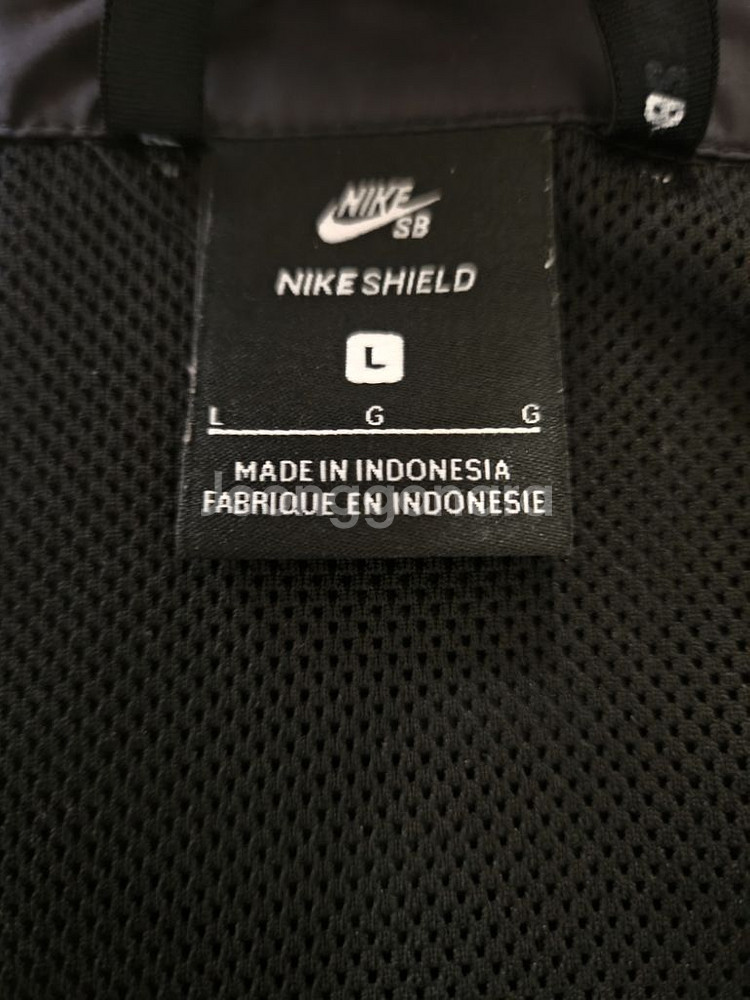 NIKE
SB
NIKE SHIELD
L
L G G
MADE IN INDONESIA
FABRIQUE EN INDONESIE